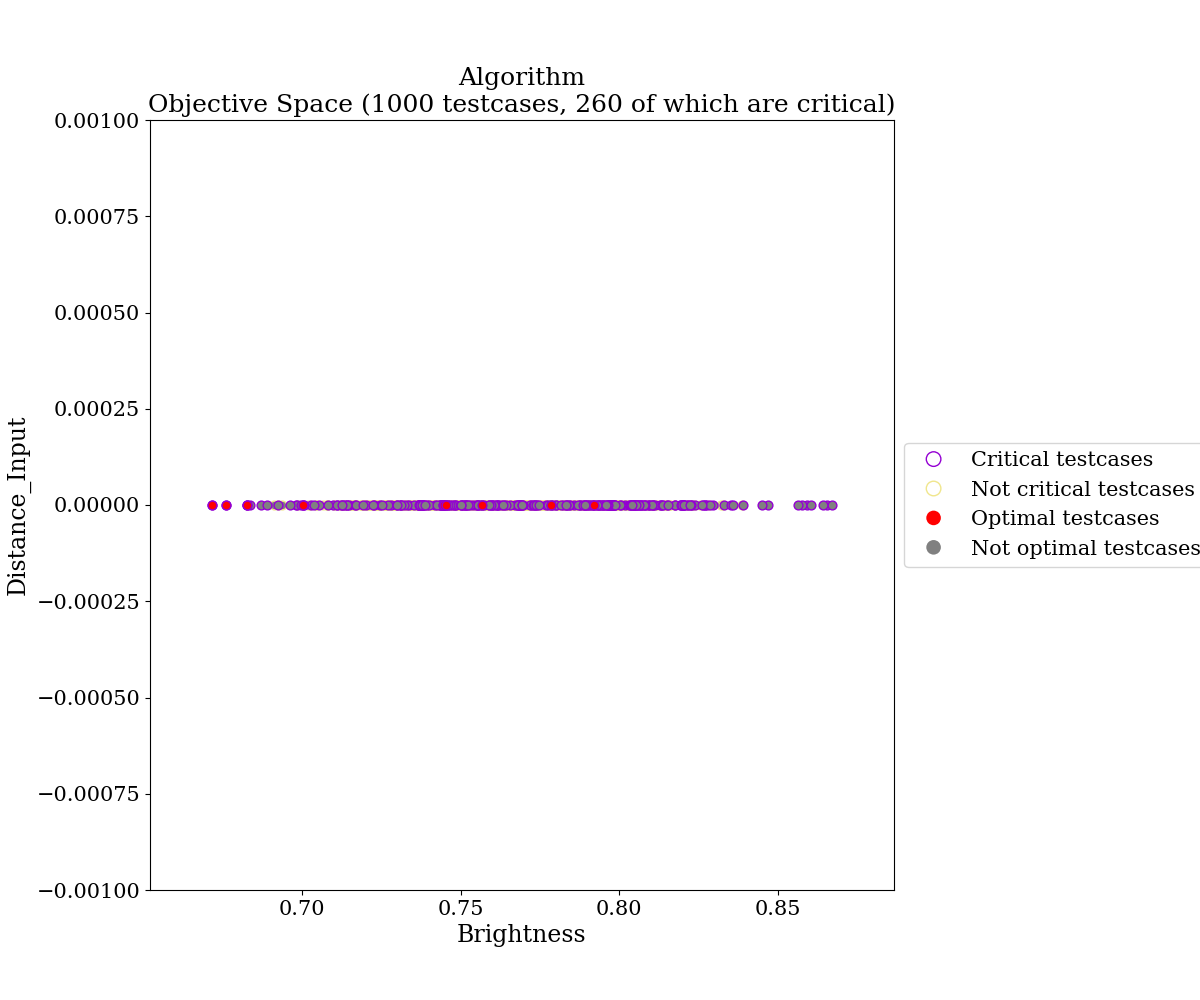 Algorithm
Objective Space (1000 testcases, 260 of which are critical)
0.00100
0.00075
0.00050
0.00025
0.00000
−0.00025
−0.00050
−0.00075
−0.00100
Distance_Input
0.70 0.75 0.80 0.85
Brightness
Critical testcases
Not critical testcases
Optimal testcases
Not optimal testcases